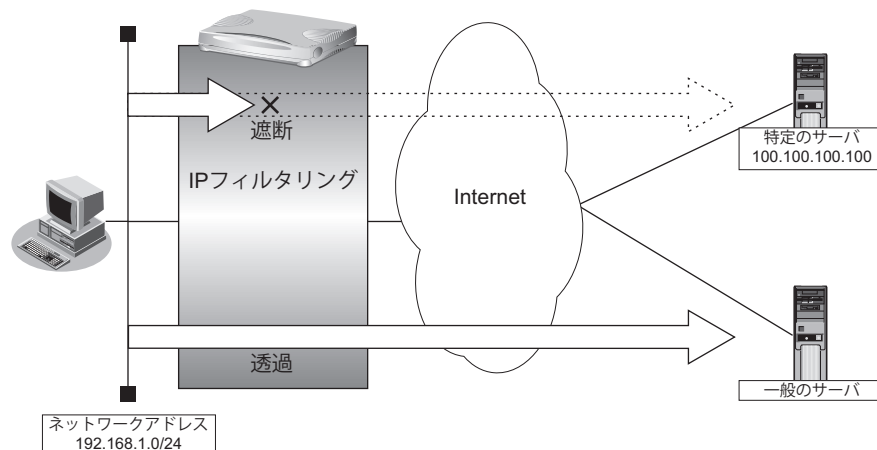 遮断
IPフィルタリング
Internet
特定のサーバ
100.100.100.100
透過
一般のサーバ
ネットワークアドレス
192.168.1.0/24